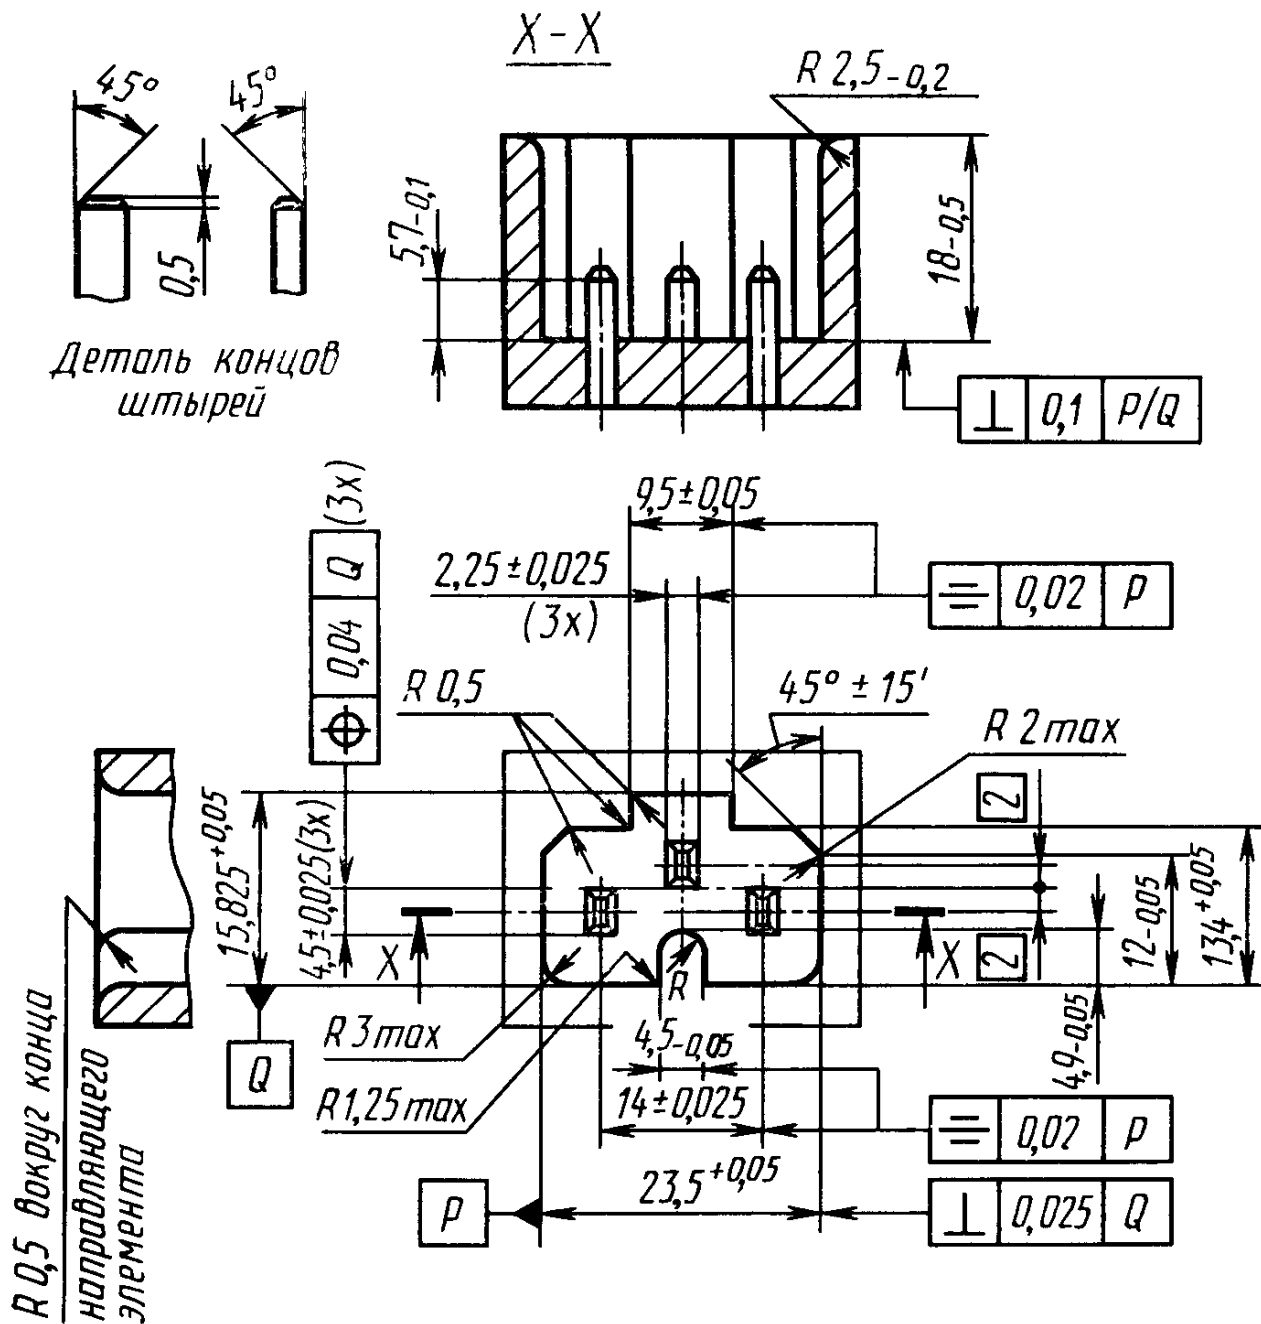 X-X
45°
45°
R 2,5-0,2
5,7-0,1
18-0,5
0,5
Деталь концов
штырей
⊥ 0,1 P/Q
9,5±0,05
(3x)
2,25±0,025
(3x)
⌯ 0,02 P
⌖ 0,04 Q
R 0,5
45°±15'
R 2 max
2
15,825+0,05
4,5±0,025(3x)
12-0,05
13,4+0,05
X
X
2
R
R 3 max
4,5-0,05
4,9-0,05
Q
R1,25 max
14±0,025
⌯ 0,02 P
23,5+0,05
P
⊥ 0,025 Q
R 0,5 вокруг конца
направляющего
элемента